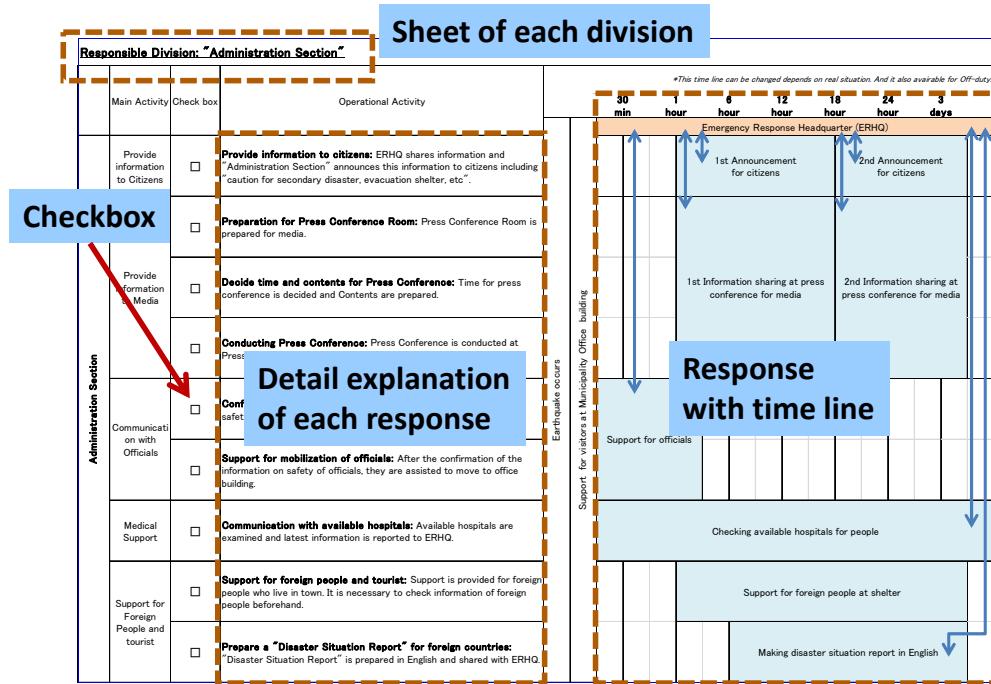 Sheet of each division
Responsible Division: "Administration Section"
*This time line can be changed depends on real situation. And it also avairable for Off-duty.
Main Activity
Check box
Operational Activity
30
min
1
hour
6
hour
12
hour
18
hour
24
hour
3
days
Emergency Response Headquarter (ERHQ)
Checkbox
Administration Section
Provide
information
to Citizens
□
Provide information to citizens: ERHQ shares information and
"Administration Section" announces this information to citizens including
"caution for secondary disaster, evacuation shelter, etc".
1st Announcement
for citizens
2nd Announcement
for citizens
Provide
information
to Media
□
Preparation for Press Conference Room: Press Conference Room is
prepared for media.
□
Decide time and contents for Press Conference: Time for press
conference is decided and Contents are prepared.
1st Information sharing at press
conference for media
2nd Information sharing at
press conference for media
□
Conducting Press Conference: Press Conference is conducted at
Detail explanation
of each response
Response
with time line
Earthquake occurs
Support for visitors at Municipality Office building
Communicati
on with
Officials
□
□
Support for mobilization of officials: After the confirmation of the
information on safety of officials, they are assisted to move to office
building.
Support for officials
Medical
Support
□
Communication with available hospitals: Available hospitals are
examined and latest information is reported to ERHQ.
Checking available hospitals for people
Support for
Foreign
People and
tourist
□
Support for foreign people and tourist: Support is provided for foreign
people who live in town. It is necessary to check information of foreign
people beforehand.
Support for foreign people at shelter
□
Prepare a "Disaster Situation Report" for foreign countries:
"Disaster Situation Report" is prepared in English and shared with ERHQ.
Making disaster situation report in English